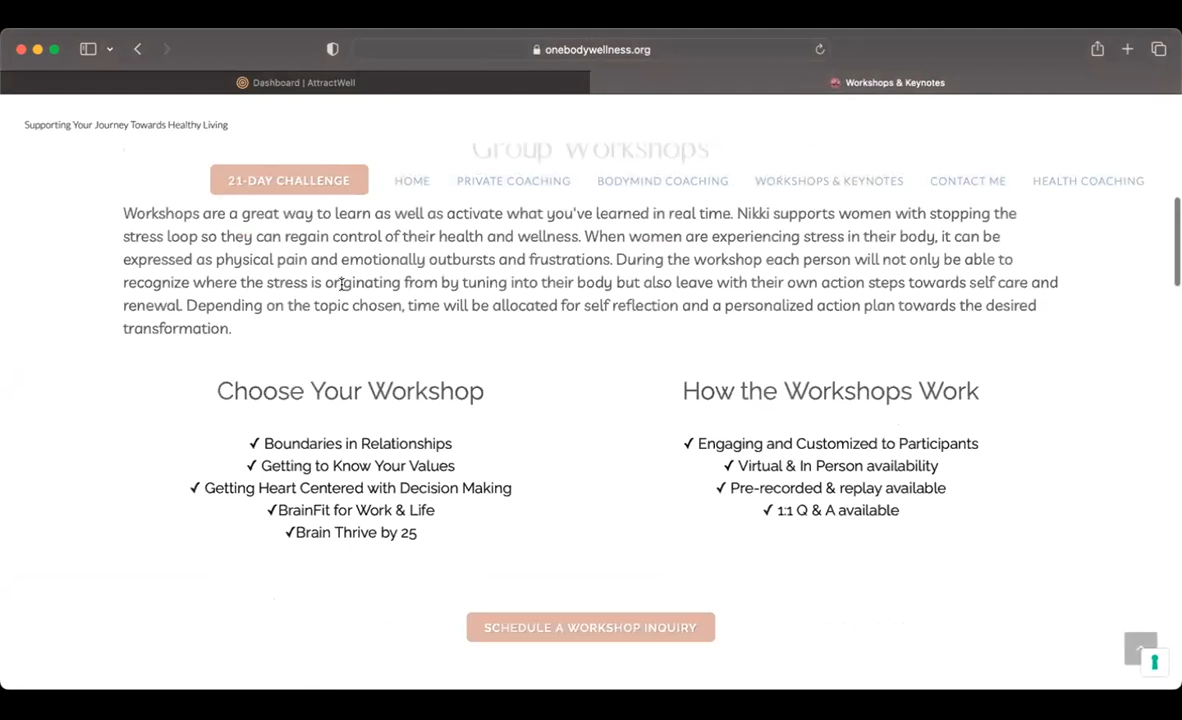 onebodywellness.org
Dashboard | AttractWell
Workshops & Keynotes
Supporting Your Journey Towards Healthy Living
Group Workshops
21-DAY CHALLENGE
HOME
PRIVATE COACHING
BODYMIND COACHING
WORKSHOPS & KEYNOTES
CONTACT ME
HEALTH COACHING
Workshops are a great way to learn as well as activate what you've learned in real time. Nikki supports women with stopping the
stress loop so they can regain control of their health and wellness. When women are experiencing stress in their body, it can be
expressed as physical pain and emotionally outbursts and frustrations. During the workshop each person will not only be able to
recognize where the stress is originating from by tuning into their body but also leave with their own action steps towards self care and
renewal. Depending on the topic chosen, time will be allocated for self reflection and a personalized action plan towards the desired
transformation.
Choose Your Workshop
✓ Boundaries in Relationships
✓ Getting to Know Your Values
✓ Getting Heart Centered with Decision Making
✓BrainFit for Work & Life
✓Brain Thrive by 25
How the Workshops Work
✓ Engaging and Customized to Participants
✓ Virtual & In Person availability
✓ Pre-recorded & replay available
✓ 1:1 Q & A available
SCHEDULE A WORKSHOP INQUIRY